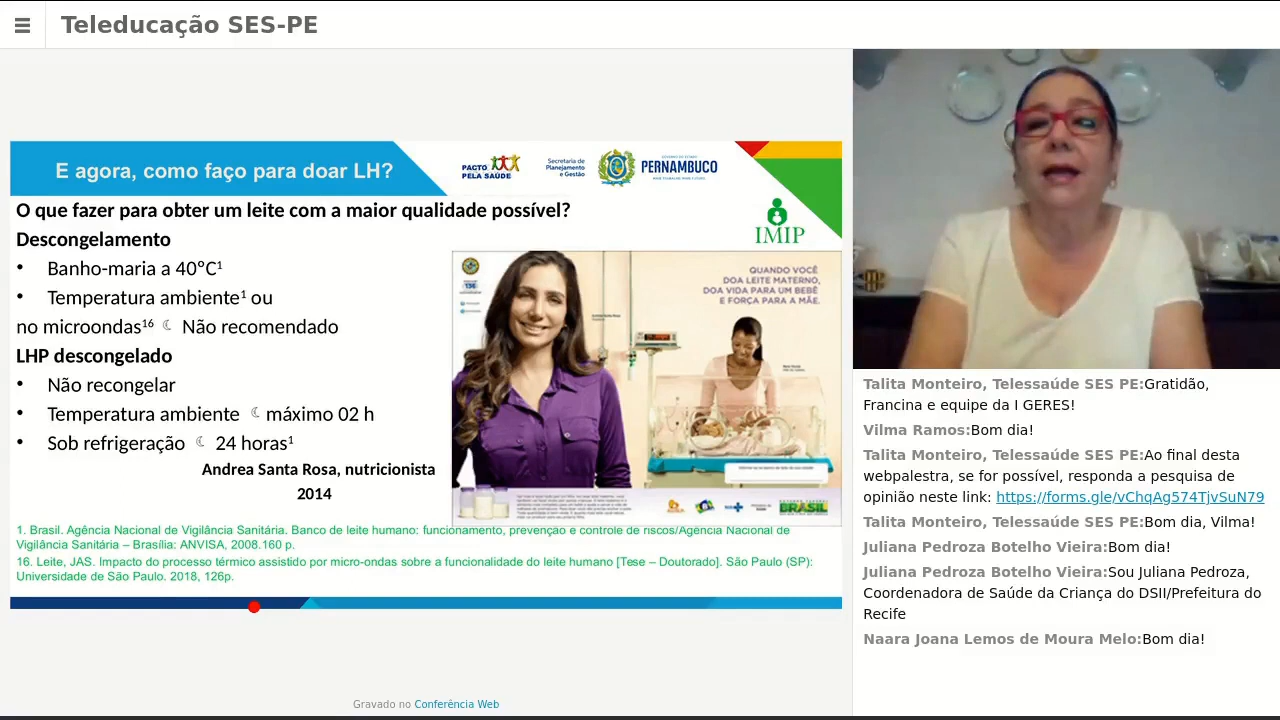 Teleducação SES-PE
E agora, como faço para doar LH?
PACTO
PELA SAÚDE
Secretaria de
Planejamento
e Gestão
PERNAMBUCO
IMIP
O que fazer para obter um leite com a maior qualidade possível?
Descongelamento
• Banho-maria a 40ºC¹
• Temperatura ambiente¹ ou
no microondas¹⁶ ☾ Não recomendado
LHP descongelado
• Não recongelar
• Temperatura ambiente ☾máximo 02 h
• Sob refrigeração ☾ 24 horas¹
Andrea Santa Rosa, nutricionista
2014
QUANDO VOCÊ
DOA LEITE MATERNO,
DOA VIDA PARA UM BEBÊ
E FORÇA PARA A MÃE.
136
SUS
BRASIL
1. Brasil. Agência Nacional de Vigilância Sanitária. Banco de leite humano: funcionamento, prevenção e controle de riscos/Agência Nacional de
Vigilância Sanitária – Brasília: ANVISA, 2008.160 p.
16. Leite, JAS. Impacto do processo térmico assistido por micro-ondas sobre a funcionalidade do leite humano [Tese – Doutorado]. São Paulo (SP):
Universidade de São Paulo. 2018, 126p.
Gravado no Conferência Web
Talita Monteiro, Telessaúde SES PE:Gratidão,
Francina e equipe da I GERES!
Vilma Ramos:Bom dia!
Talita Monteiro, Telessaúde SES PE:Ao final desta
webpalestra, se for possível, responda a pesquisa de
opinião neste link: https://forms.gle/vChqAg574TjvSuN79
Talita Monteiro, Telessaúde SES PE:Bom dia, Vilma!
Juliana Pedroza Botelho Vieira:Bom dia!
Juliana Pedroza Botelho Vieira:Sou Juliana Pedroza,
Coordenadora de Saúde da Criança do DSII/Prefeitura do
Recife
Naara Joana Lemos de Moura Melo:Bom dia!